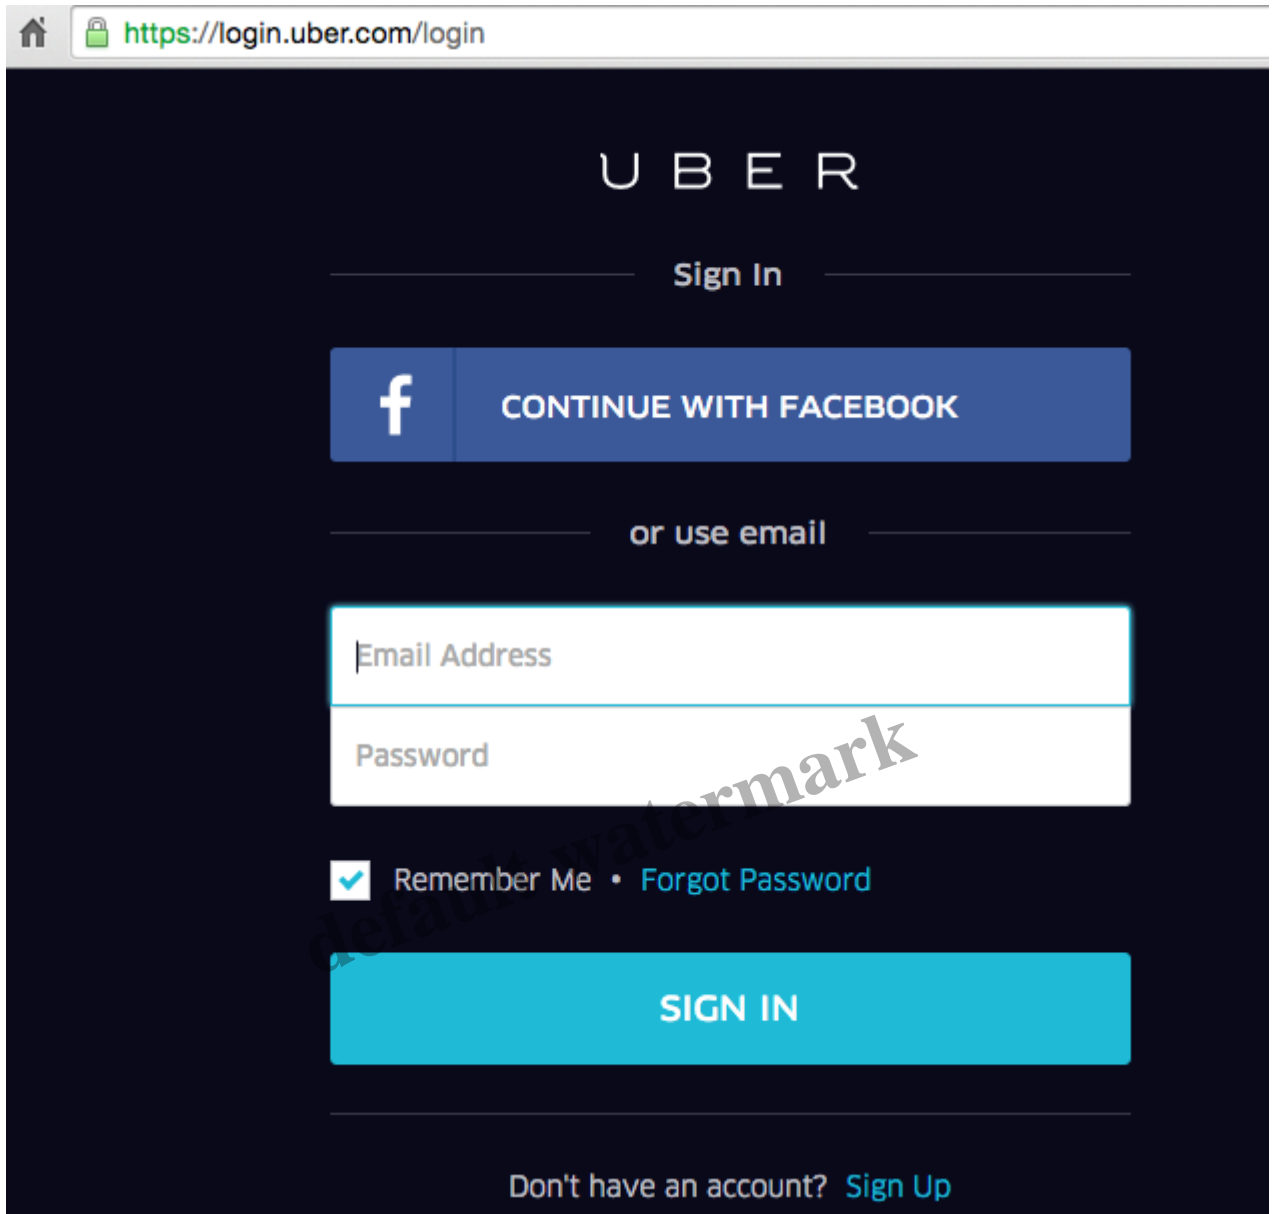 https://login.uber.com/login
UBER
Sign In
f CONTINUE WITH FACEBOOK
or use email
Email Address
Password
default watermark
Remember Me • Forgot Password
SIGN IN
Don't have an account? Sign Up